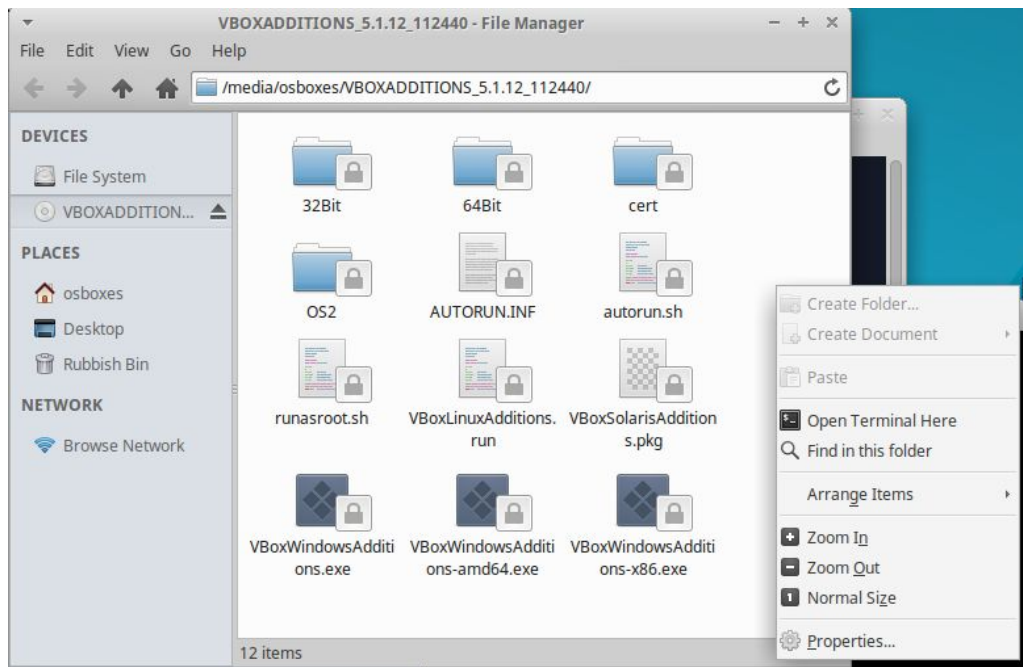 VBOXADDITIONS_5.1.12_112440 - File Manager
File Edit View Go Help
/media/osboxes/VBOXADDITIONS_5.1.12_112440/
DEVICES
File System
VBOXADDITION...
PLACES
osboxes
Desktop
Rubbish Bin
NETWORK
Browse Network
32Bit 64Bit cert
OS2 AUTORUN.INF autorun.sh
runasroot.sh VBoxLinuxAdditions. VBoxSolarisAddition
run s.pkg
VBoxWindowsAdditi VBoxWindowsAdditi VBoxWindowsAdditi
ons.exe ons-amd64.exe ons-x86.exe
12 items
Create Folder...
Create Document
Paste
Open Terminal Here
Find in this folder
Arrange Items
Zoom In
Zoom Out
Normal Size
Properties...